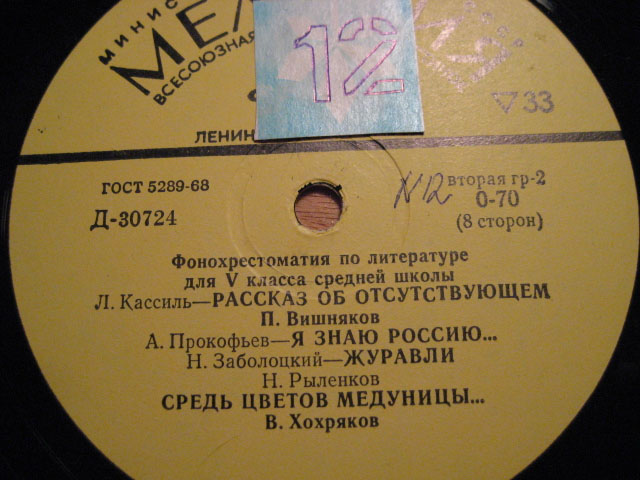 МИНИС
МЕЛ
ВСЕСОЮЗНАЯ
12
33
ЛЕНИН
ГОСТ 5289-68
Д-30724
N12
вторая гр-2
0-70
(8 сторон)
Фонохрестоматия по литературе
для V класса средней школы
Л. Кассиль—РАССКАЗ ОБ ОТСУТСТВУЮЩЕМ
П. Вишняков
А. Прокофьев—Я ЗНАЮ РОССИЮ...
Н. Заболоцкий—ЖУРАВЛИ
Н. Рыленков
СРЕДЬ ЦВЕТОВ МЕДУНИЦЫ...
В. Хохряков